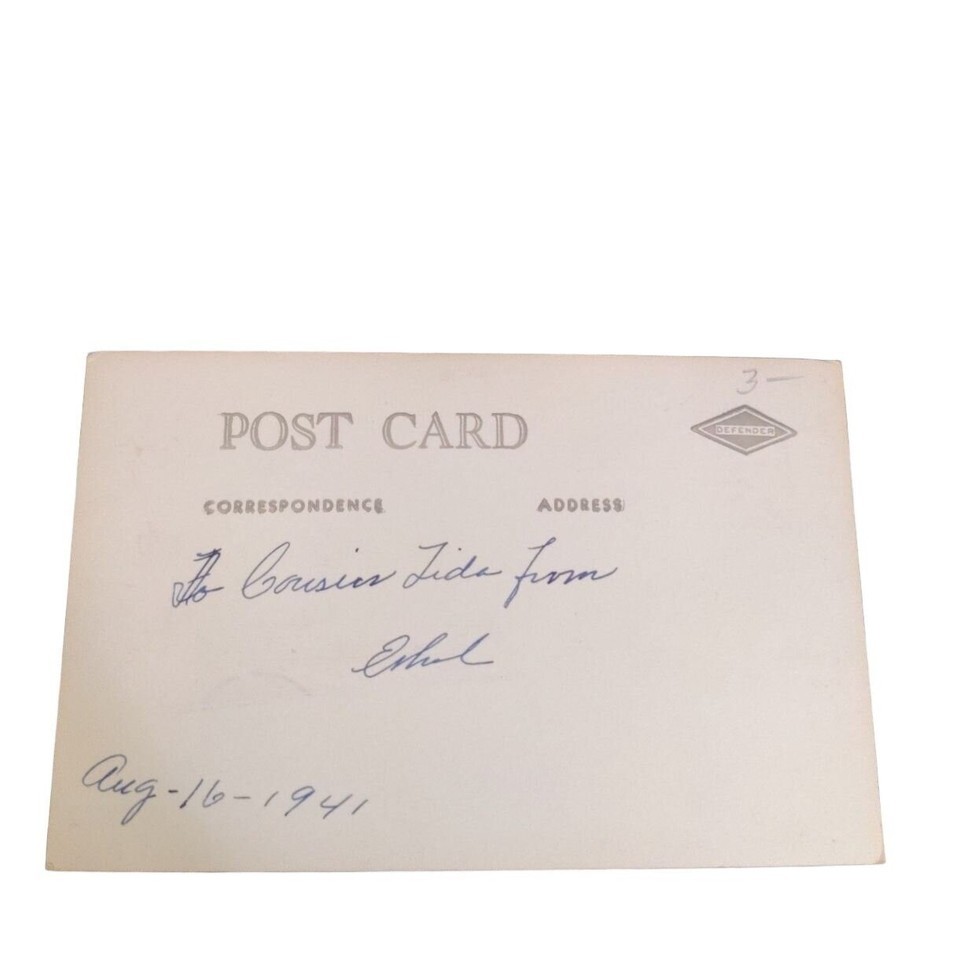 3-
POST CARD
DEFENDER
CORRESPONDENCE ADDRESS
To Cousin Lida from
Ethel
Aug-16-1941